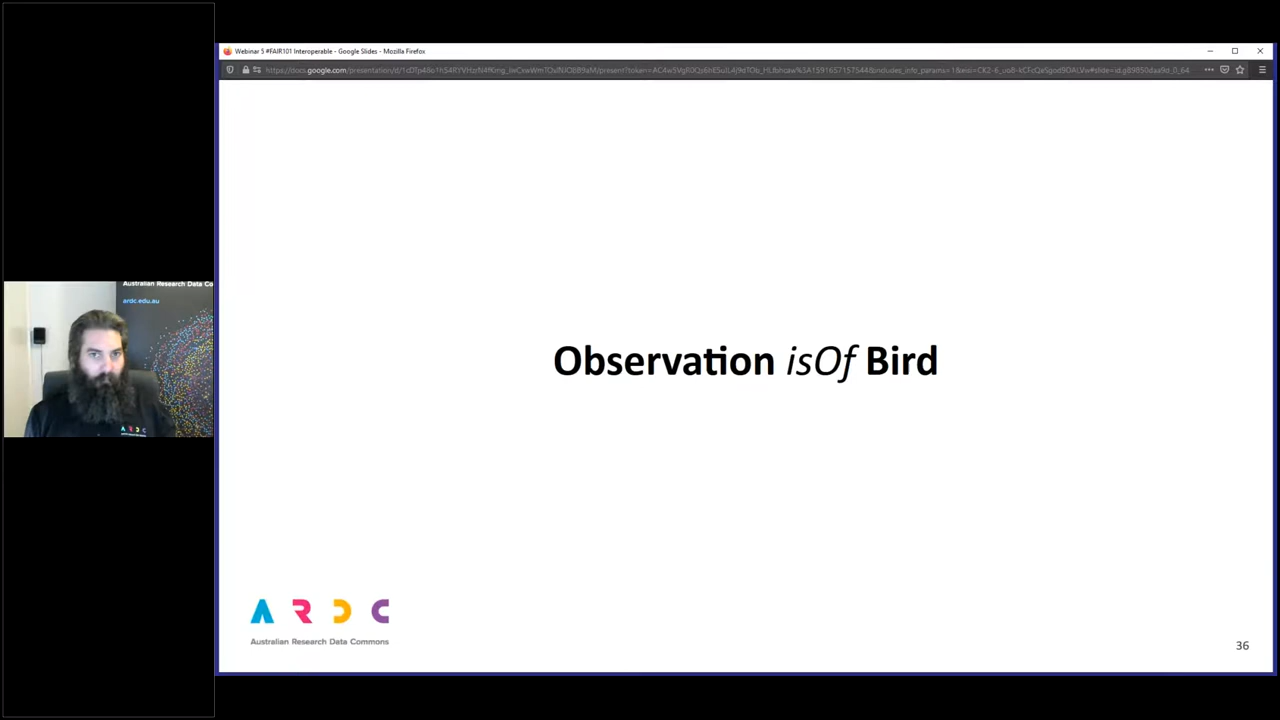 Webinar 5 #FAIR101 Interoperable - Google Slides - Mozilla Firefox
Australian Research Data Co
ardc.edu.au
Observation isOf Bird
A R D C
A R D C
Australian Research Data Commons
36